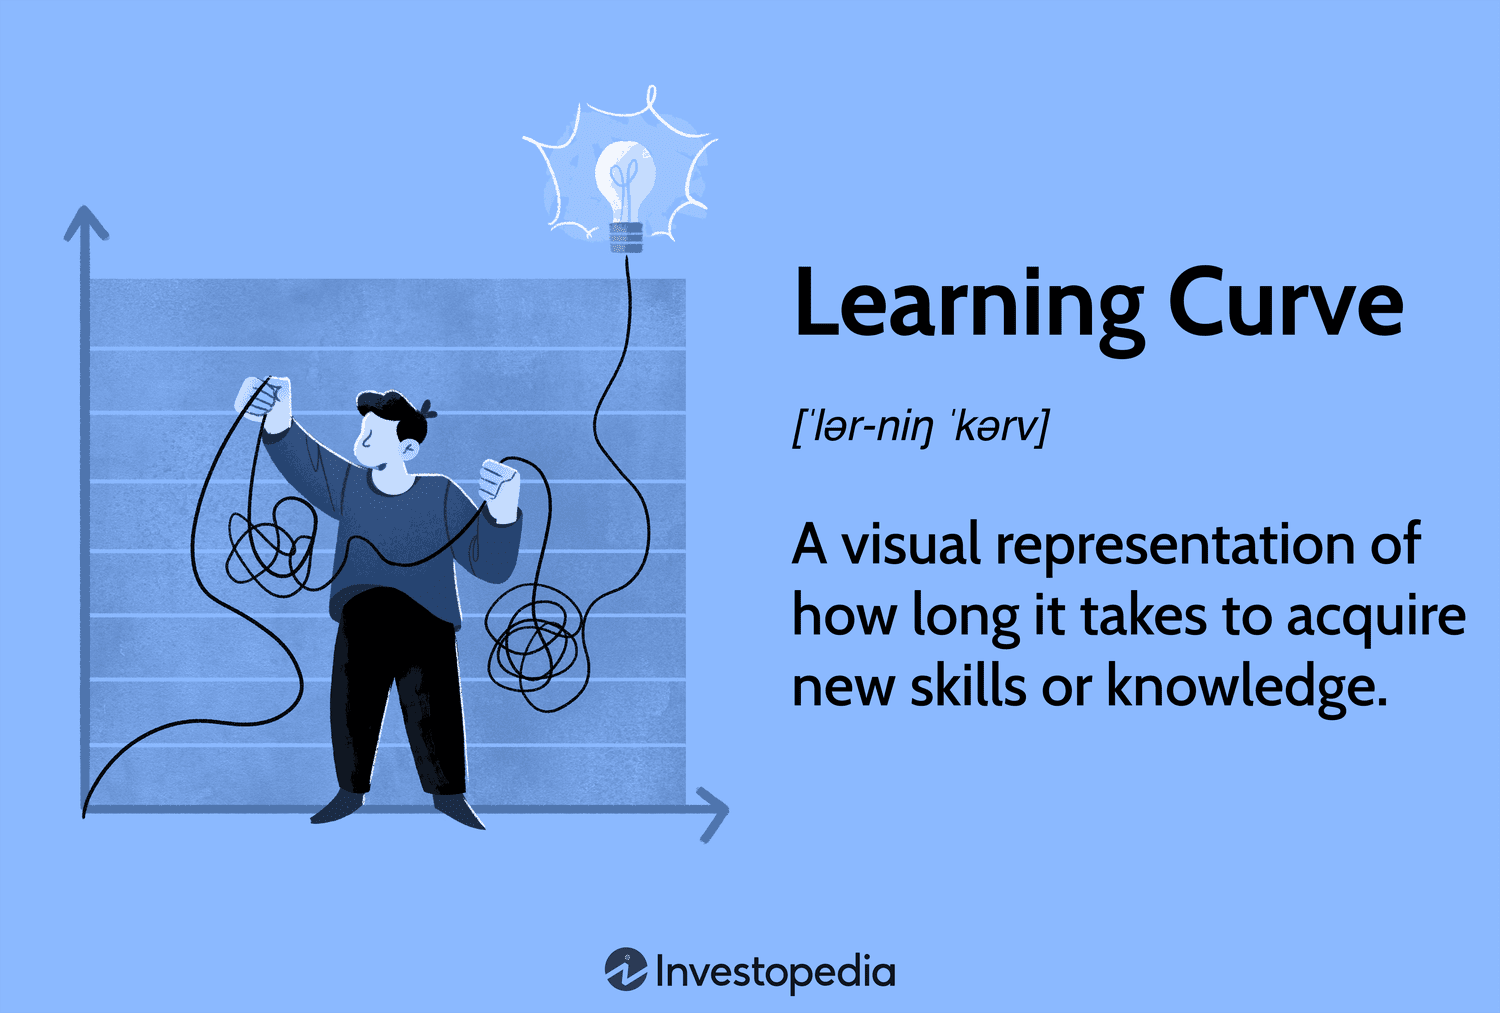 Learning Curve
[ˈlər-niŋ ˈkərv]
A visual representation of
how long it takes to acquire
new skills or knowledge.
Investopedia